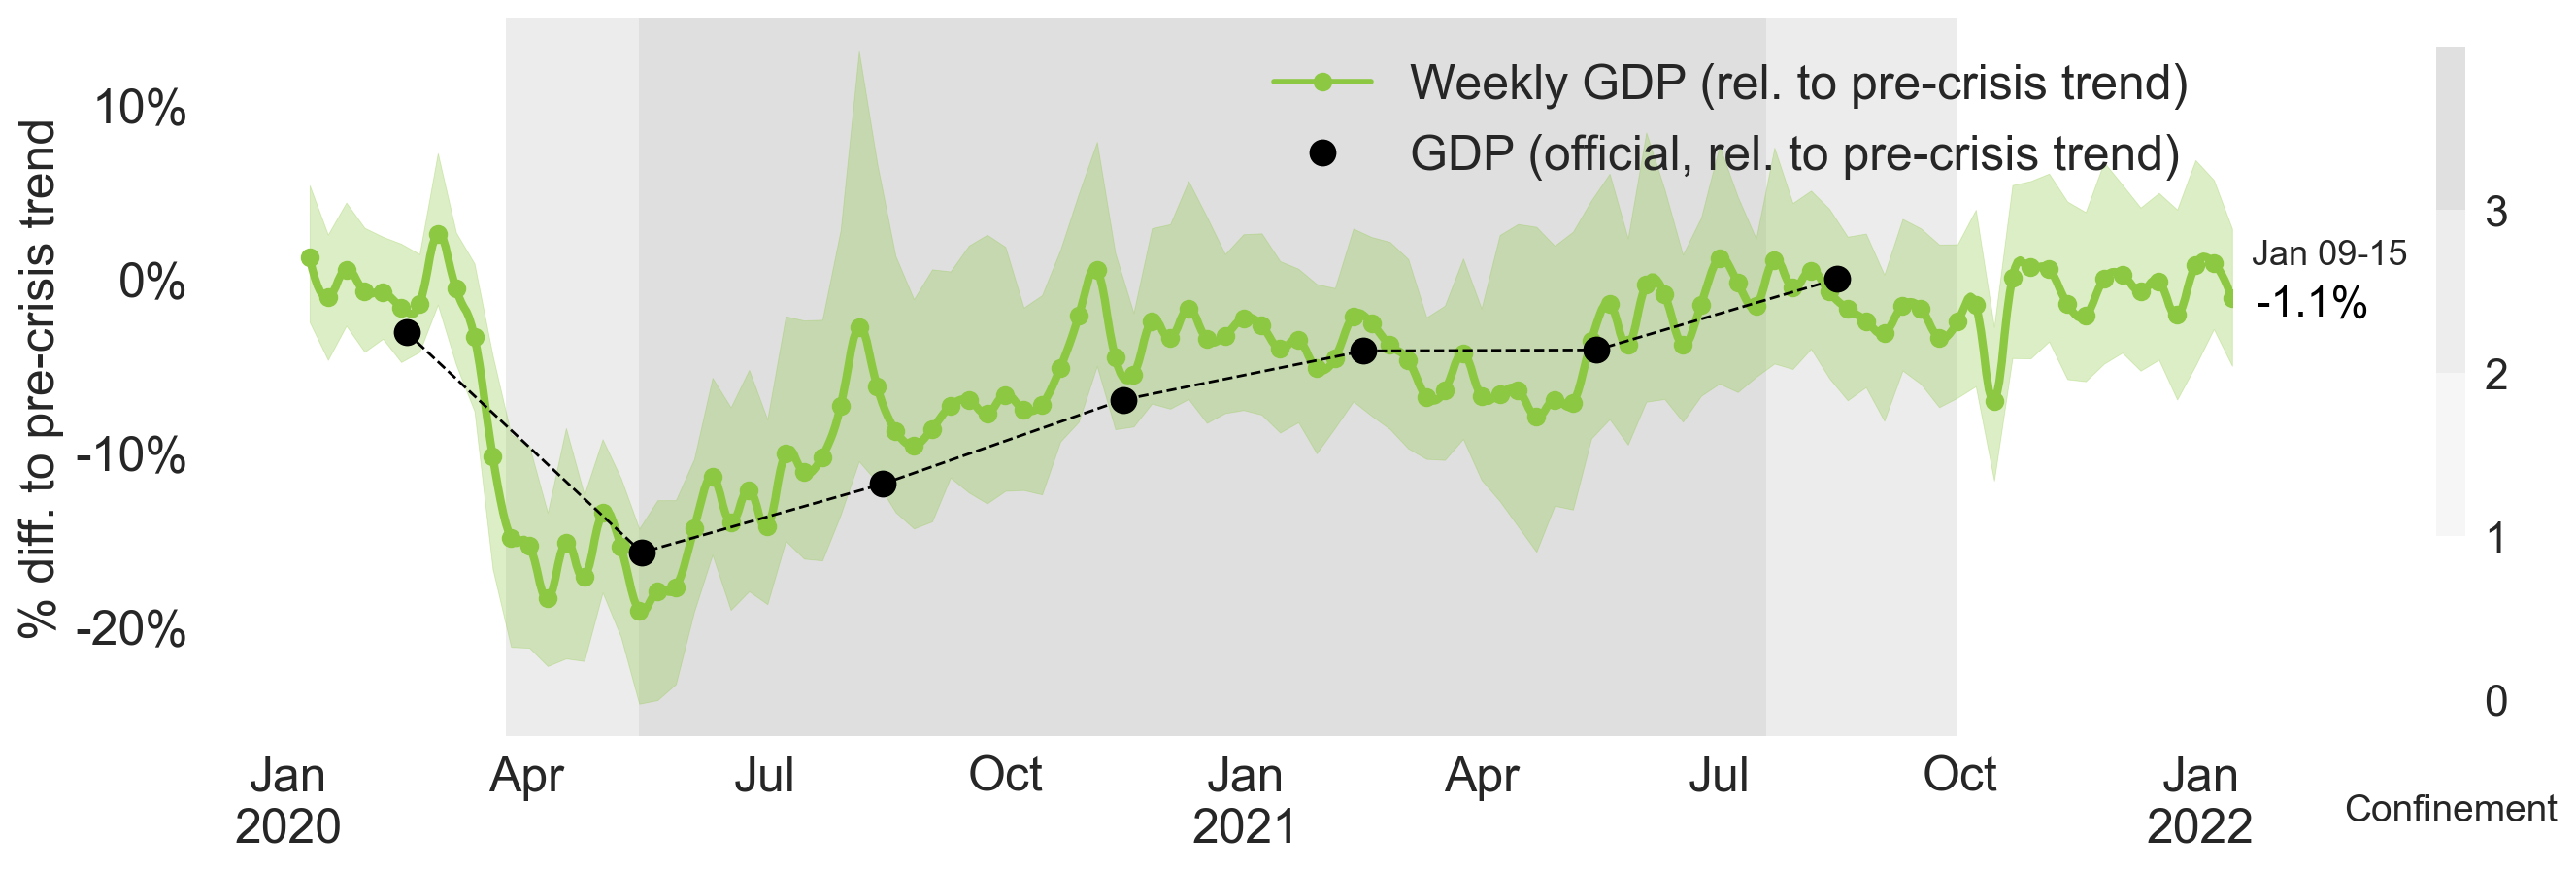 Weekly GDP (rel. to pre-crisis trend)
GDP (official, rel. to pre-crisis trend)
% diff. to pre-crisis trend
10%
0%
-10%
-20%
Jan 09-15
-1.1%
3
2
1
0
Jan Apr Jul Oct Jan Apr Jul Oct Jan
2020 2021 2022
Confinement